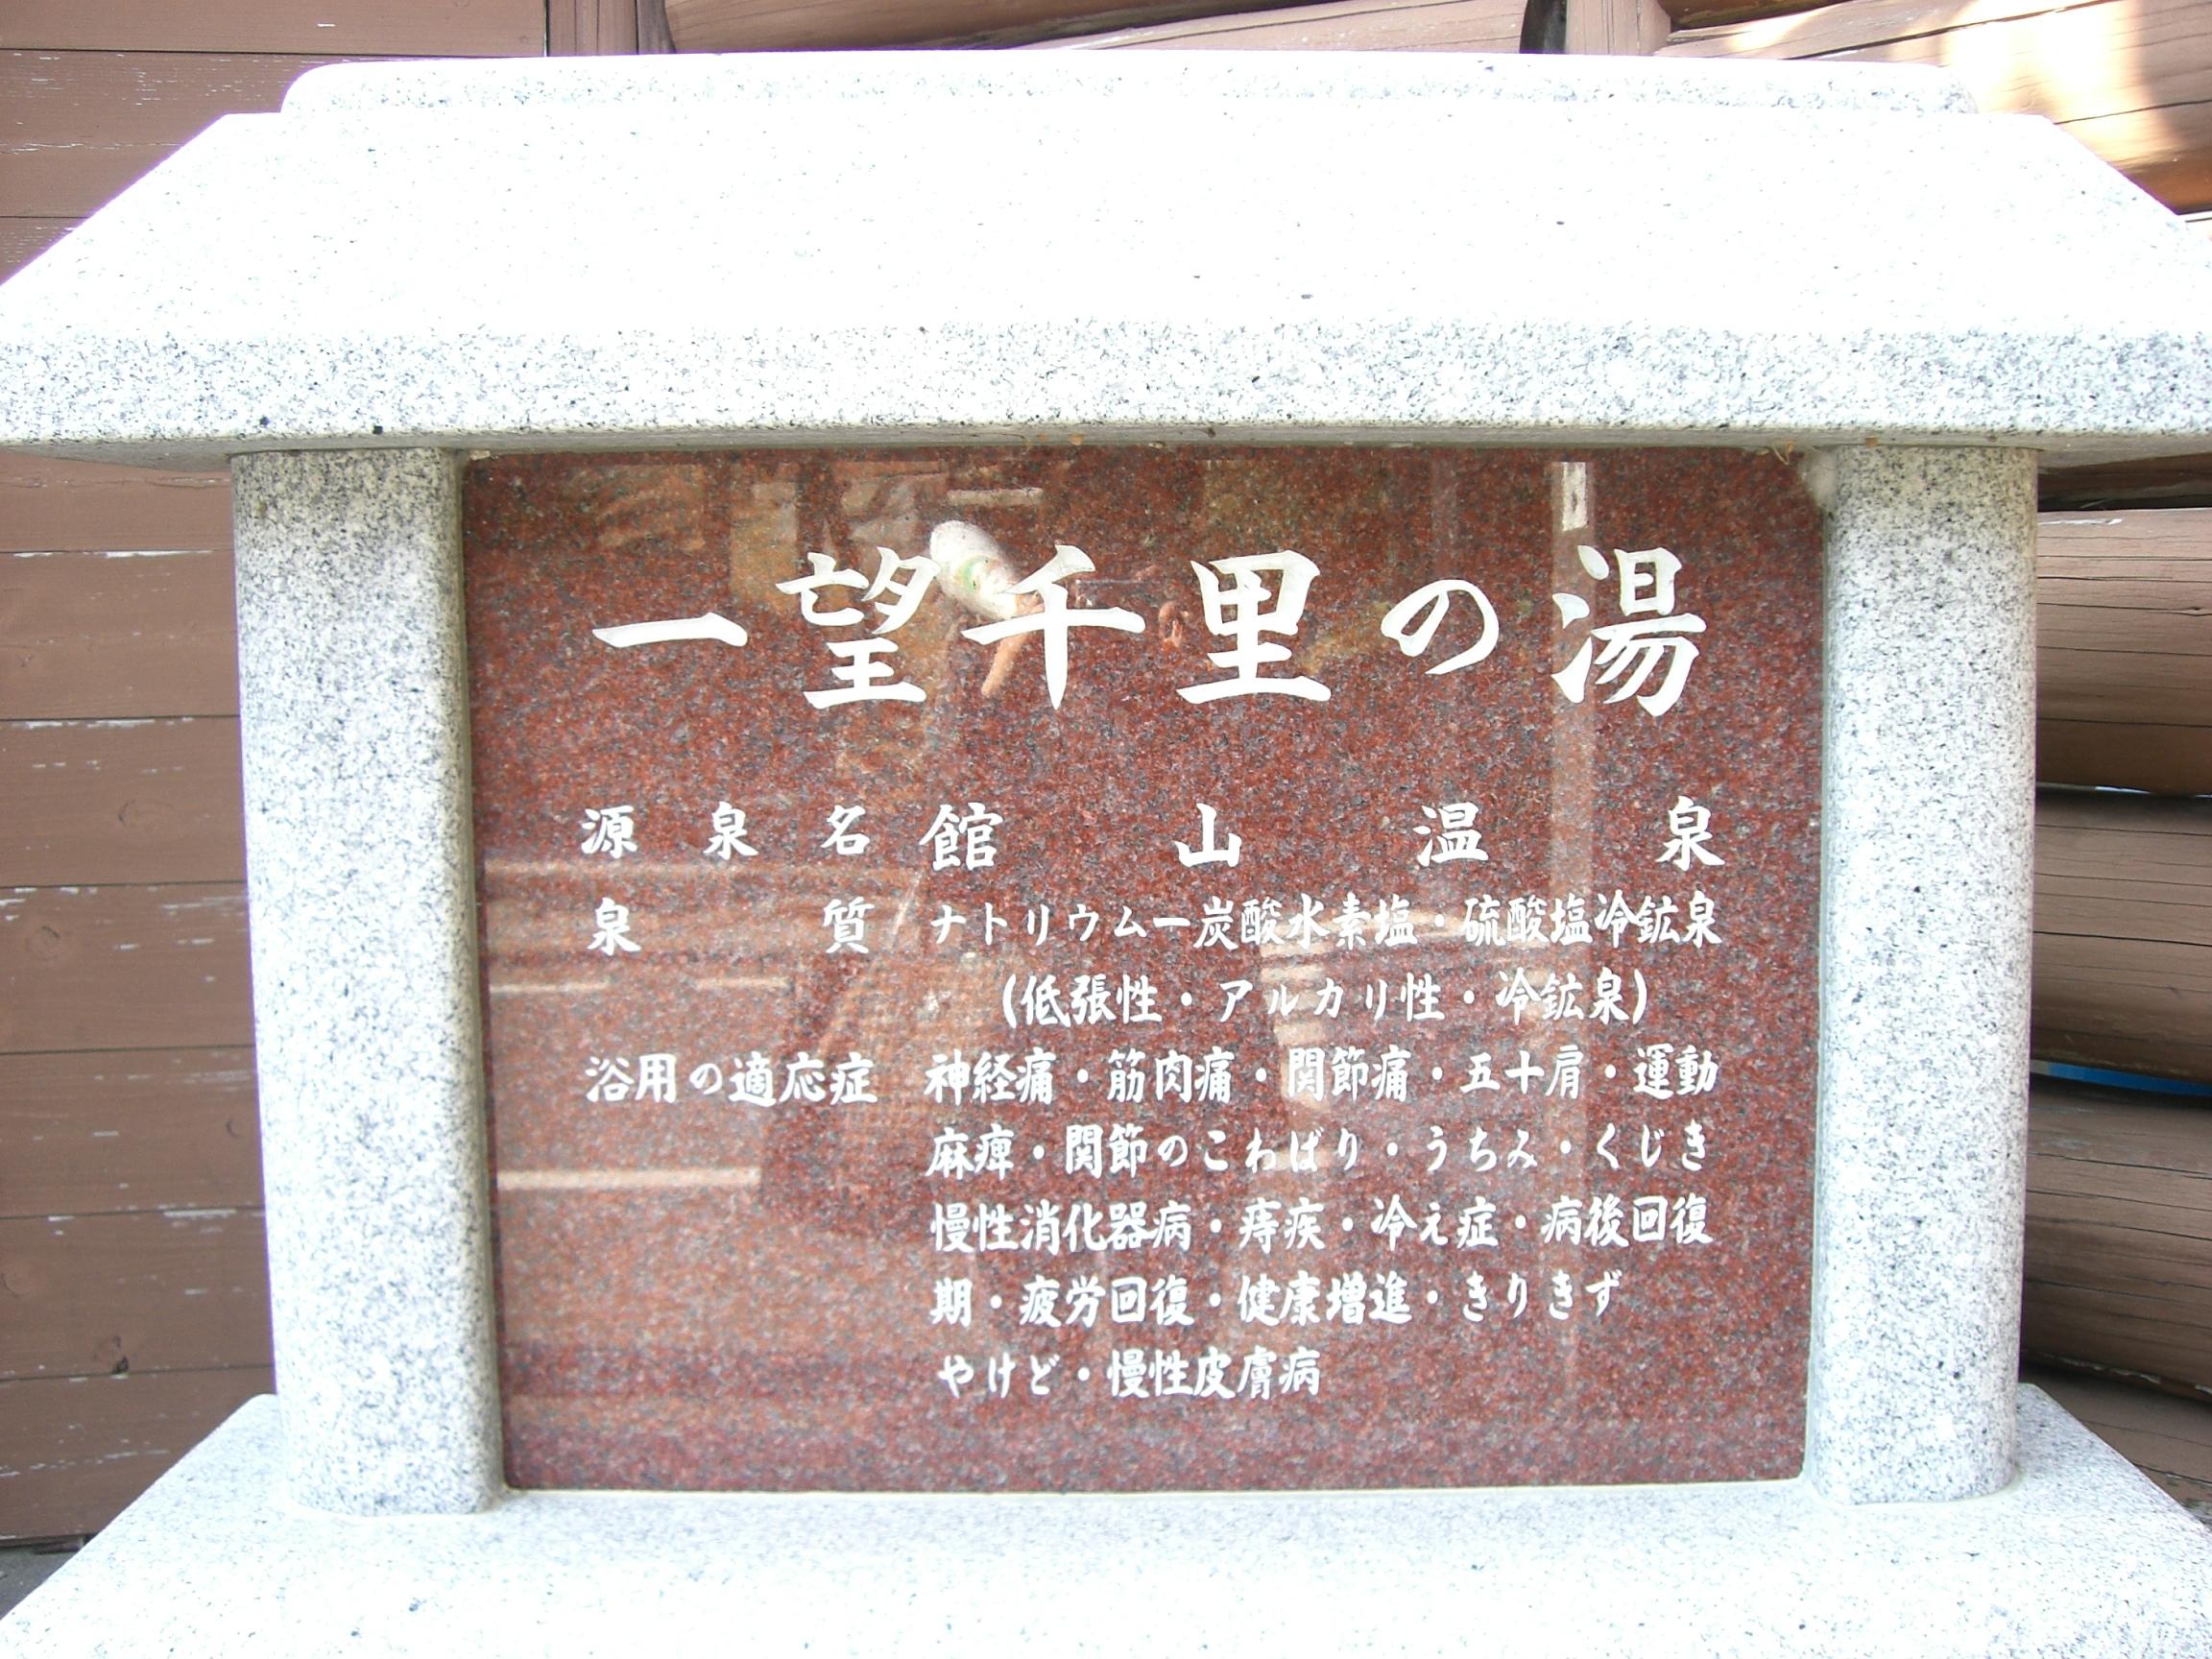 一望千里の湯
源泉名 館山温泉
泉質 ナトリウムー炭酸水素塩・硫酸塩冷鉱泉
(低張性・アルカリ性・冷鉱泉)
浴用の適応症 神経痛・筋肉痛・関節痛・五十肩・運動
麻痺・関節のこわばり・うちみ・くじき
慢性消化器病・痔疾・冷え症・病後回復
期・疲労回復・健康増進・きりきず
やけど・慢性皮膚病